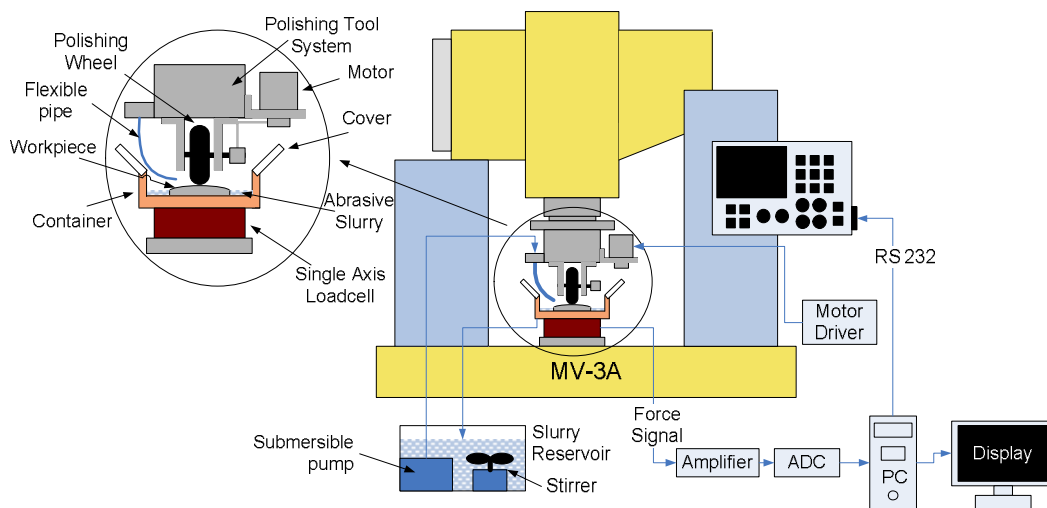 Polishing Tool
System
Polishing
Wheel
Motor
Flexible
pipe
Cover
Workpiece
Container
Abrasive
Slurry
Single Axis
Loadcell
RS 232
Motor
Driver
MV-3A
Force
Signal
Slurry
Reservoir
Submersible
pump
Stirrer
Amplifier
ADC
PC
Display